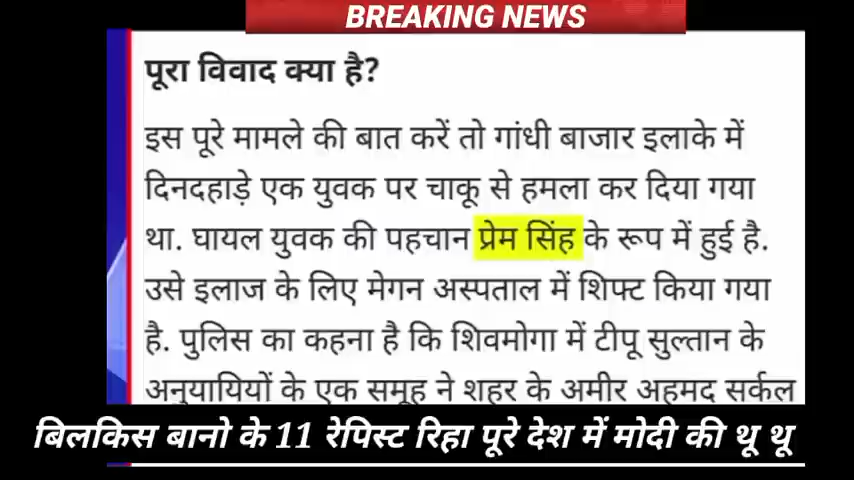 BREAKING NEWS
पूरा विवाद क्या है?
इस पूरे मामले की बात करें तो गांधी बाजार इलाके में
दिनदहाड़े एक युवक पर चाकू से हमला कर दिया गया
था. घायल युवक की पहचान प्रेम सिंह के रूप में हुई है.
उसे इलाज के लिए मेगन अस्पताल में शिफ्ट किया गया
है. पुलिस का कहना है कि शिवमोगा में टीपू सुल्तान के
अनुयायियों के एक समूह ने शहर के अमीर अहमद सर्कल
बिलकिस बानो के 11 रेपिस्ट रिहा पूरे देश में मोदी की थू थू